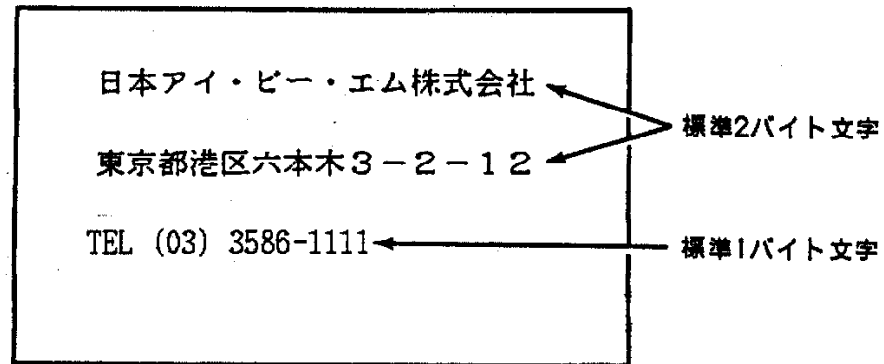 日本アイ・ビー・エム株式会社
標準2バイト文字
東京都港区六本木３－２－１２
TEL (03) 3586-1111
標準1バイト文字